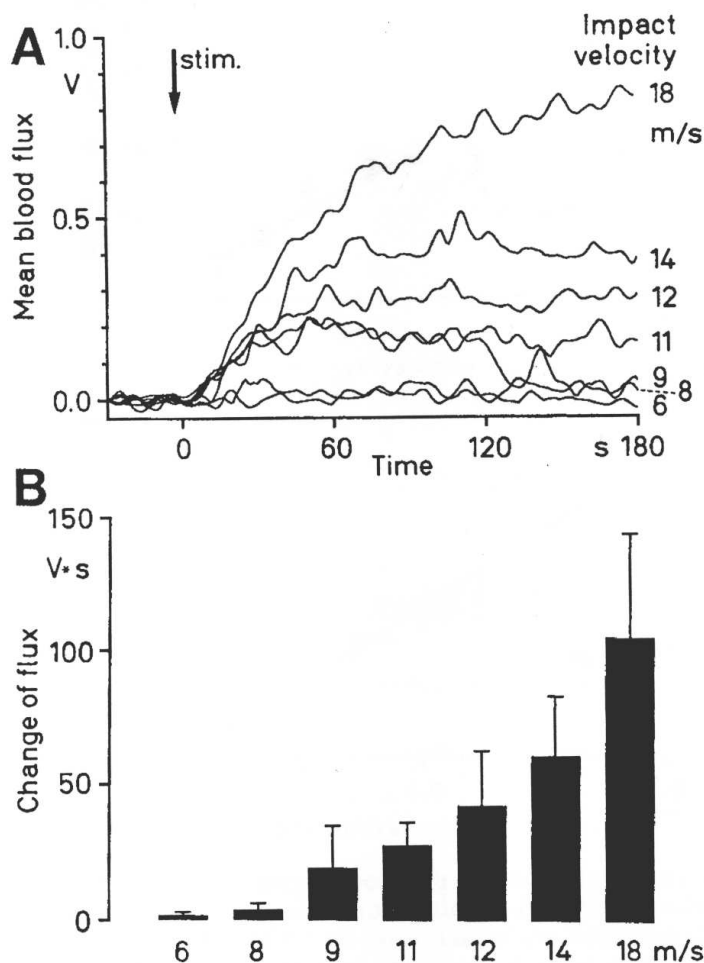 A
1.0
V
stim.
Impact
velocity
18
m/s
Mean blood flux
0.5
14
12
11
9
8
6
0.0
0
60
120
s 180
Time
B
150
V*s
100
50
0
Change of flux
6 8 9 11 12 14 18 m/s